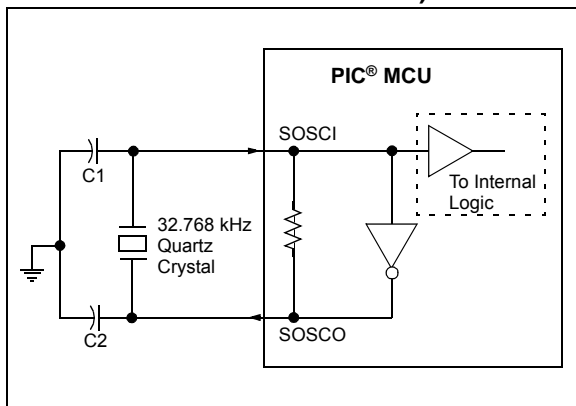 PIC® MCU
SOSCI
C1
To Internal
Logic
32.768 kHz
Quartz
Crystal
C2
SOSCO